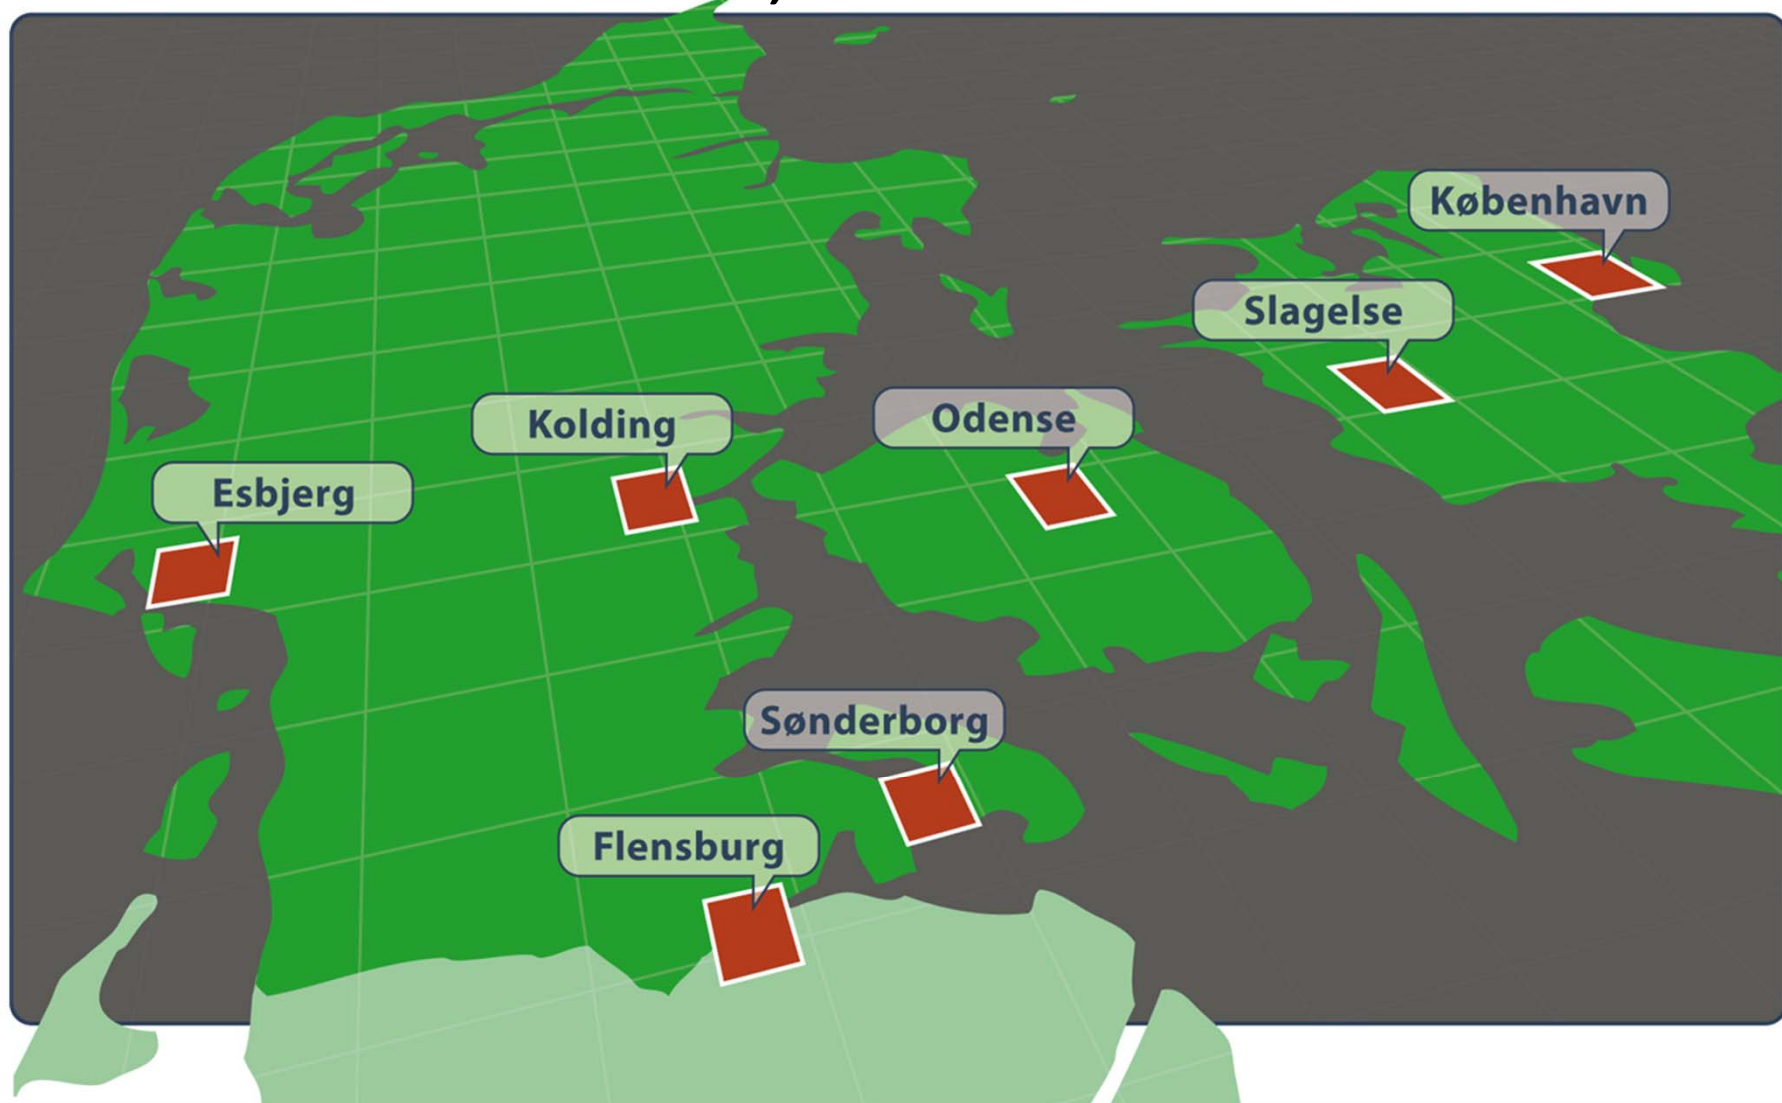 København
Slagelse
Kolding
Odense
Esbjerg
Sønderborg
Flensburg